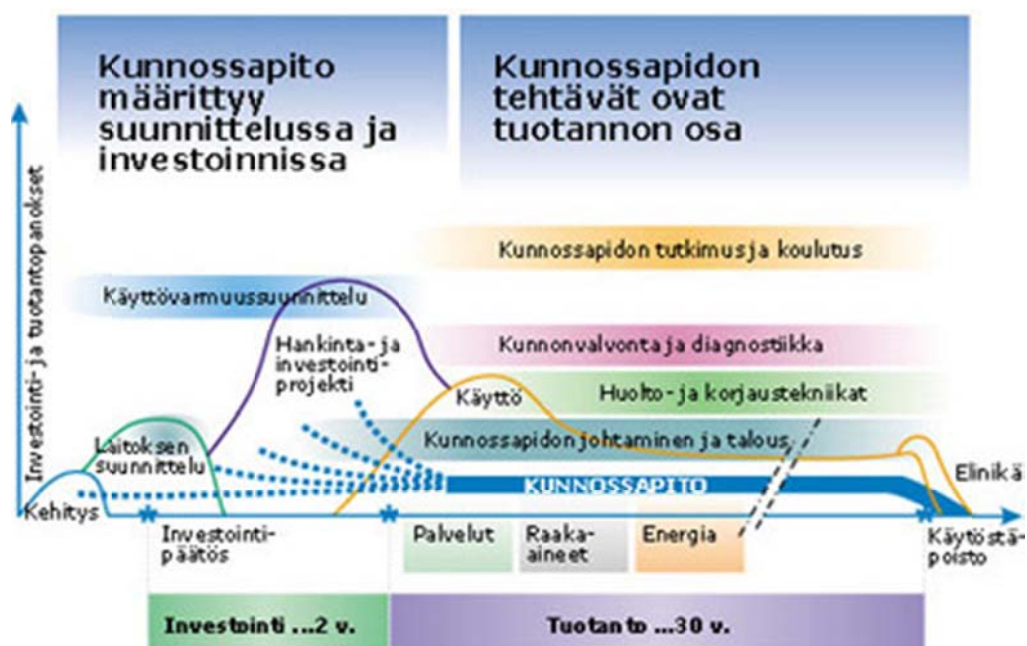 Kunnossapito
määrittyy
suunnittelussa ja
investoinnissa
Kunnossapidon
tehtävät ovat
tuotannon osa
Investointi- ja tuotantopanokset
Kunnossapidon tutkimus ja koulutus
Käyttövarmuussuunnittelu
Hankinta- ja
investointi-
projekti
Kunnonvalvonta ja diagnostiikka
Käyttö
Huolto- ja korjaustekniikat
Laitoksen
suunnittelu
Kunnossapidon johtaminen ja talous
Elinikä
KUNNOSSAPITO
Kehitys
Investointi-
päätös
Palvelut
Raaka-
aineet
Energia
Käytöstä-
poisto
Investointi ...2 v.
Tuotanto ...30 v.